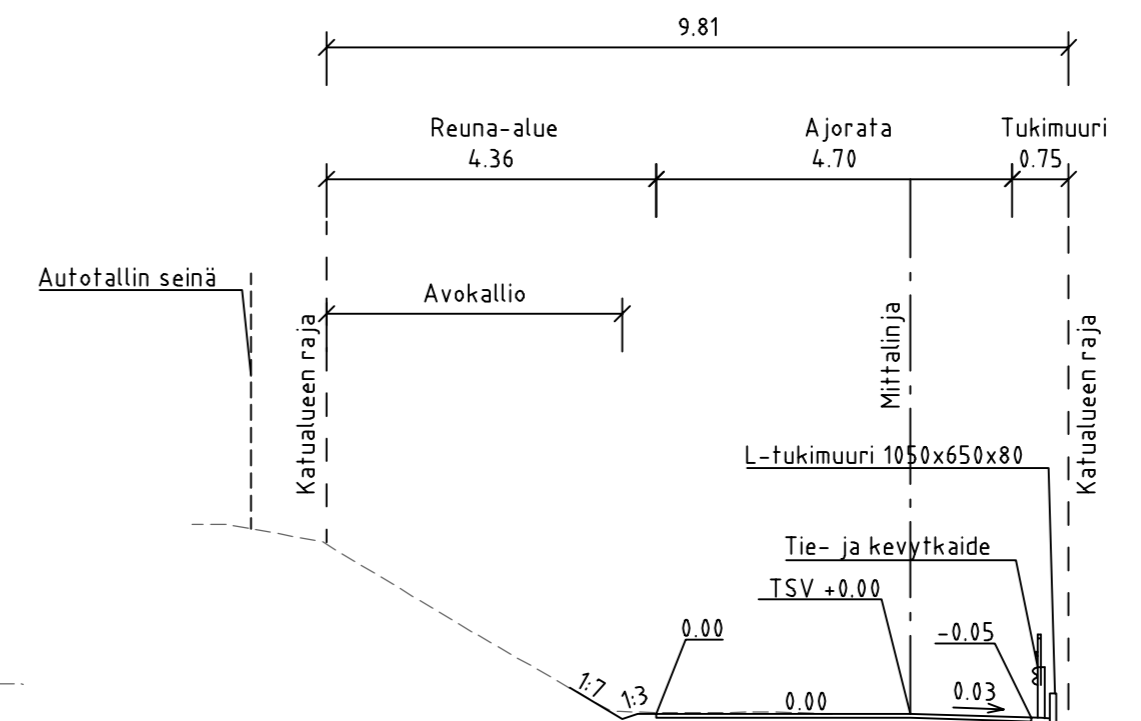 9.81
Reuna-alue
4.36
Ajorata
4.70
Tukimuuri
0.75
Autotallin seinä
Avokallio
Katualueen raja
Mittalinja
Katualueen raja
L-tukimuuri 1050x650x80
Tie- ja kevytkaide
TSV +0.00
0.00
-0.05
1:7
1:3
0.00
0.03